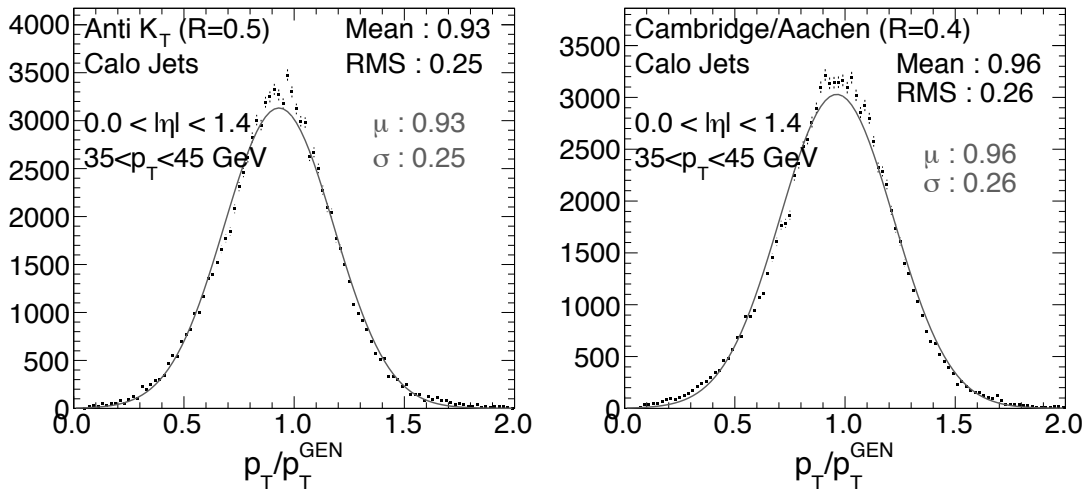 Anti K_T (R=0.5)
Calo Jets
0.0 < |η| < 1.4
35<p_T<45 GeV
Mean : 0.93
RMS : 0.25
μ : 0.93
σ : 0.25
4000
3500
3000
2500
2000
1500
1000
500
0
0.0 0.5 1.0 1.5 2.0
p_T/p_T^GEN
Cambridge/Aachen (R=0.4)
Calo Jets
Mean : 0.96
RMS : 0.26
0.0 < |η| < 1.4
35<p_T<45 GeV
μ : 0.96
σ : 0.26
3500
3000
2500
2000
1500
1000
500
0
0.0 0.5 1.0 1.5 2.0
p_T/p_T^GEN